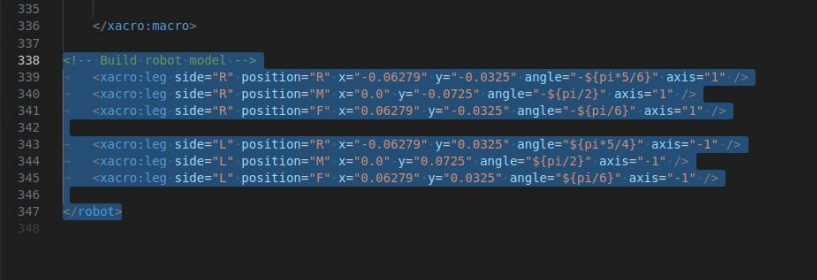 335
336 </xacro:macro>
337
338 <!-- Build robot model -->
339 <xacro:leg side="R" position="R" x="-0.06279" y="-0.0325" angle="-${pi*5/6}" axis="1" />
340 <xacro:leg side="R" position="M" x="0.0" y="-0.0725" angle="-${pi/2}" axis="1" />
341 <xacro:leg side="R" position="F" x="0.06279" y="-0.0325" angle="-${pi/6}" axis="1" />
342
343 <xacro:leg side="L" position="R" x="-0.06279" y="0.0325" angle="${pi*5/4}" axis="-1" />
344 <xacro:leg side="L" position="M" x="0.0" y="0.0725" angle="${pi/2}" axis="-1" />
345 <xacro:leg side="L" position="F" x="0.06279" y="0.0325" angle="${pi/6}" axis="-1" />
346
347 </robot>
348